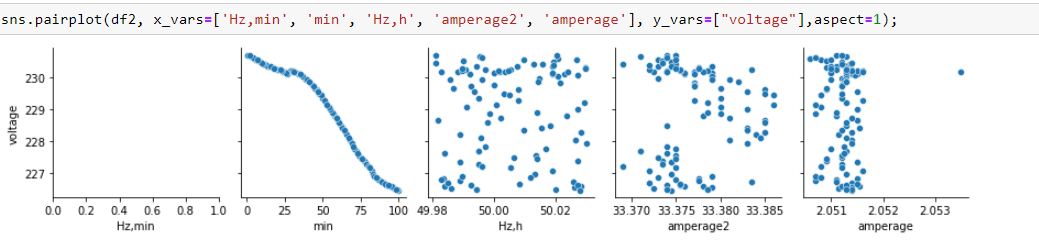 sns.pairplot(df2, x_vars=['Hz,min', 'min', 'Hz,h', 'amperage2', 'amperage'], y_vars=["voltage"],aspect=1);
voltage
230
229
228
227
0.0 0.2 0.4 0.6 0.8 1.0
Hz,min
0 25 50 75 100
min
49.98 50.00 50.02
Hz,h
33.370 33.375 33.380 33.385
amperage2
2.051 2.052 2.053
amperage